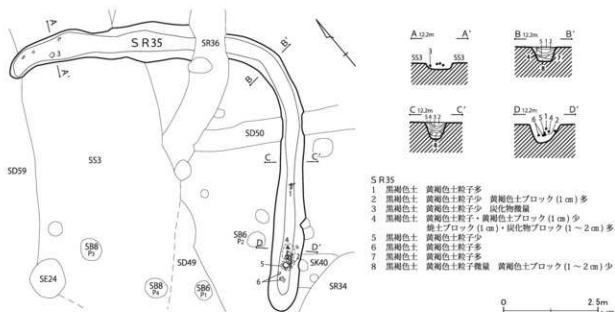 S R35
SR36
A
A'
3
B
B'
SD50
C
C'
1
SD59
SS3
SD49
SB6
P2
D
D'
4
5
6
SK40
SR34
SB8
P3
SE24
SB8
P4
SB6
P1
A 12.2m A'
3
SS3 SS3
B 12.2m B'
5 1 2
C 12.2m C'
5 4 3 2
D 12.2m D'
6 5 1 4 2
S R35
1 黒褐色土 黄褐色土粒子多
2 黒褐色土 黄褐色土粒子少 黄褐色土ブロック(1㎝)多
3 黒褐色土 黄褐色土粒子少 炭化物微量
4 黒褐色土 黄褐色土粒子・黄褐色土ブロック(1㎝)少
焼土ブロック(1㎝)・炭化物ブロック(1～2㎝)多
5 黒褐色土 黄褐色土粒子少
6 黒褐色土 黄褐色土粒子多
7 黒褐色土 黄褐色土粒子多
8 黒褐色土 黄褐色土粒子微量 黄褐色土ブロック(1～2㎝)少
0 2.5m